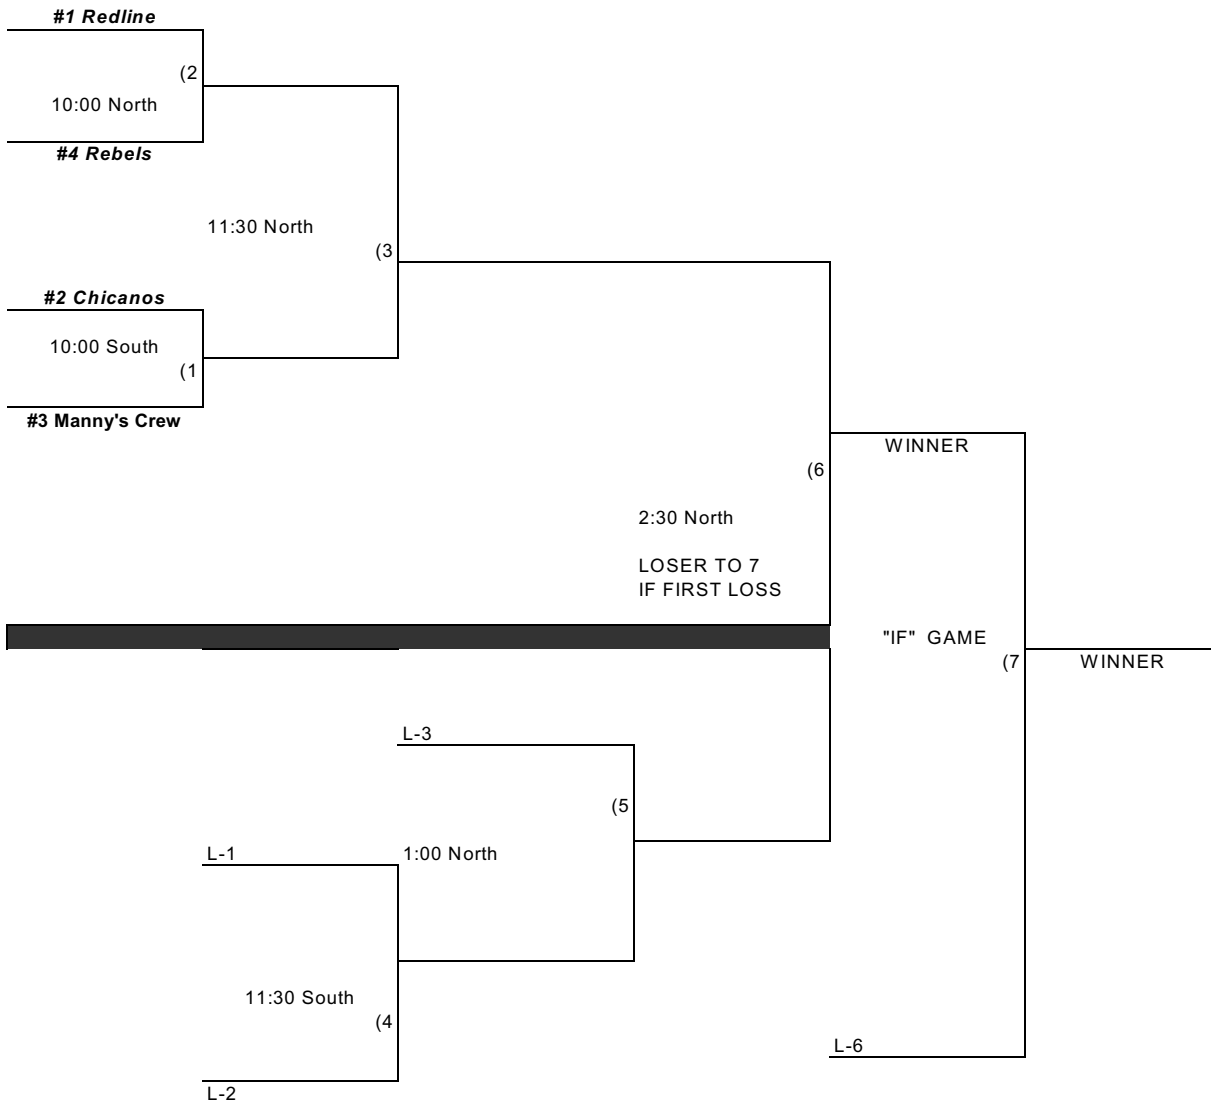 #1 Redline
(2
10:00 North
#4 Rebels
11:30 North
(3
#2 Chicanos
10:00 South
(1
#3 Manny's Crew
WINNER
(6
2:30 North
LOSER TO 7
IF FIRST LOSS
"IF" GAME
(7
WINNER
L-3
(5
L-1
1:00 North
11:30 South
(4
L-6
L-2